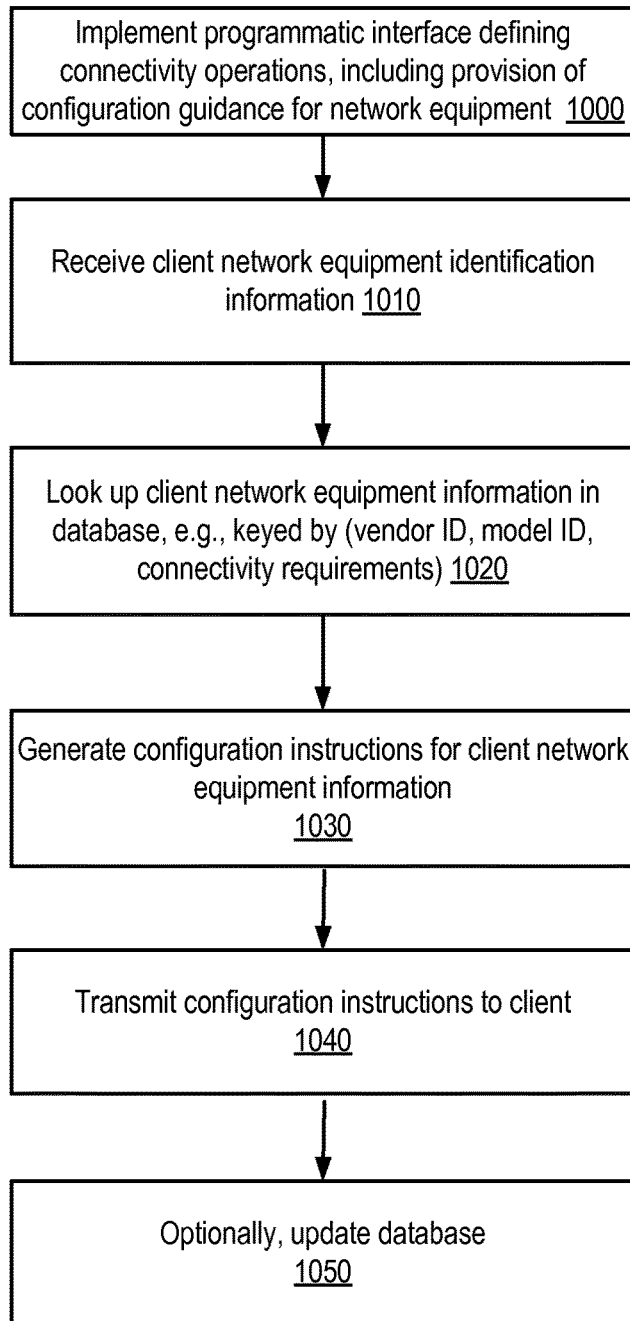 Implement programmatic interface defining
connectivity operations, including provision of
configuration guidance for network equipment 1000
Receive client network equipment identification
information 1010
Look up client network equipment information in
database, e.g., keyed by (vendor ID, model ID,
connectivity requirements) 1020
Generate configuration instructions for client network
equipment information
1030
Transmit configuration instructions to client
1040
Optionally, update database
1050